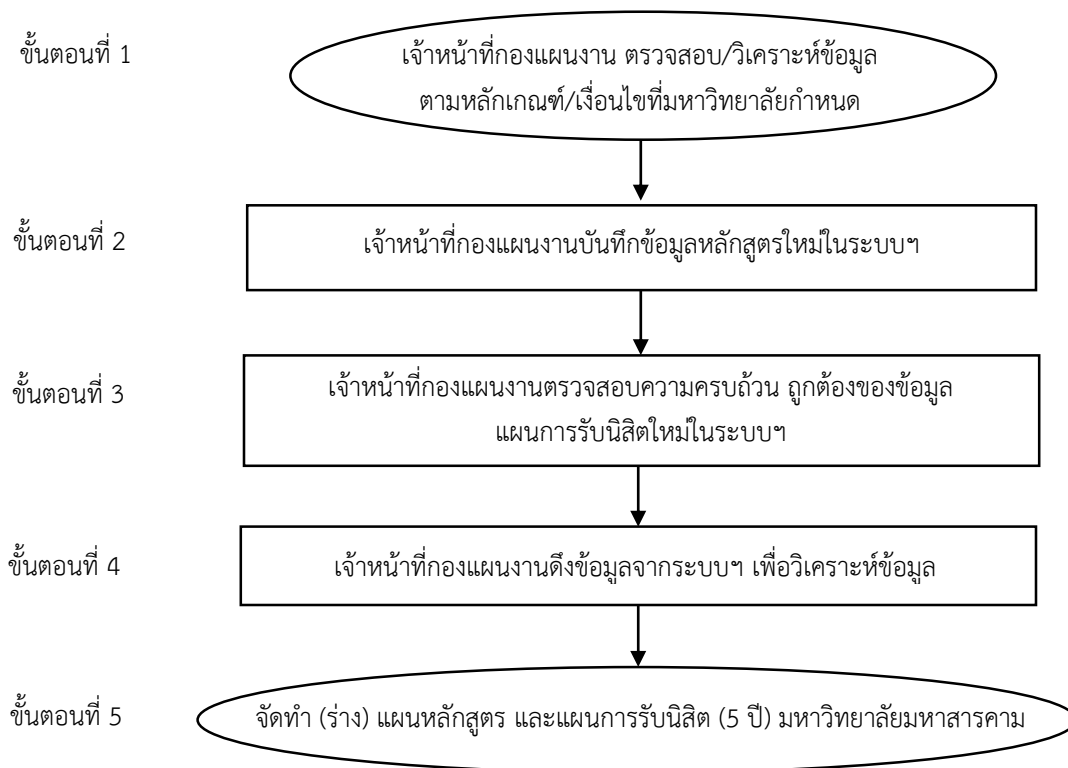 ขั้นตอนที่ 1
เจ้าหน้าที่กองแผนงาน ตรวจสอบ/วิเคราะห์ข้อมูล
ตามหลักเกณฑ์/เงื่อนไขที่มหาวิทยาลัยกำหนด
ขั้นตอนที่ 2
เจ้าหน้าที่กองแผนงานบันทึกข้อมูลหลักสูตรใหม่ในระบบฯ
ขั้นตอนที่ 3
เจ้าหน้าที่กองแผนงานตรวจสอบความครบถ้วน ถูกต้องของข้อมูล
แผนการรับนิสิตใหม่ในระบบฯ
ขั้นตอนที่ 4
เจ้าหน้าที่กองแผนงานดึงข้อมูลจากระบบฯ เพื่อวิเคราะห์ข้อมูล
ขั้นตอนที่ 5
จัดทำ (ร่าง) แผนหลักสูตร และแผนการรับนิสิต (5 ปี) มหาวิทยาลัยมหาสารคาม